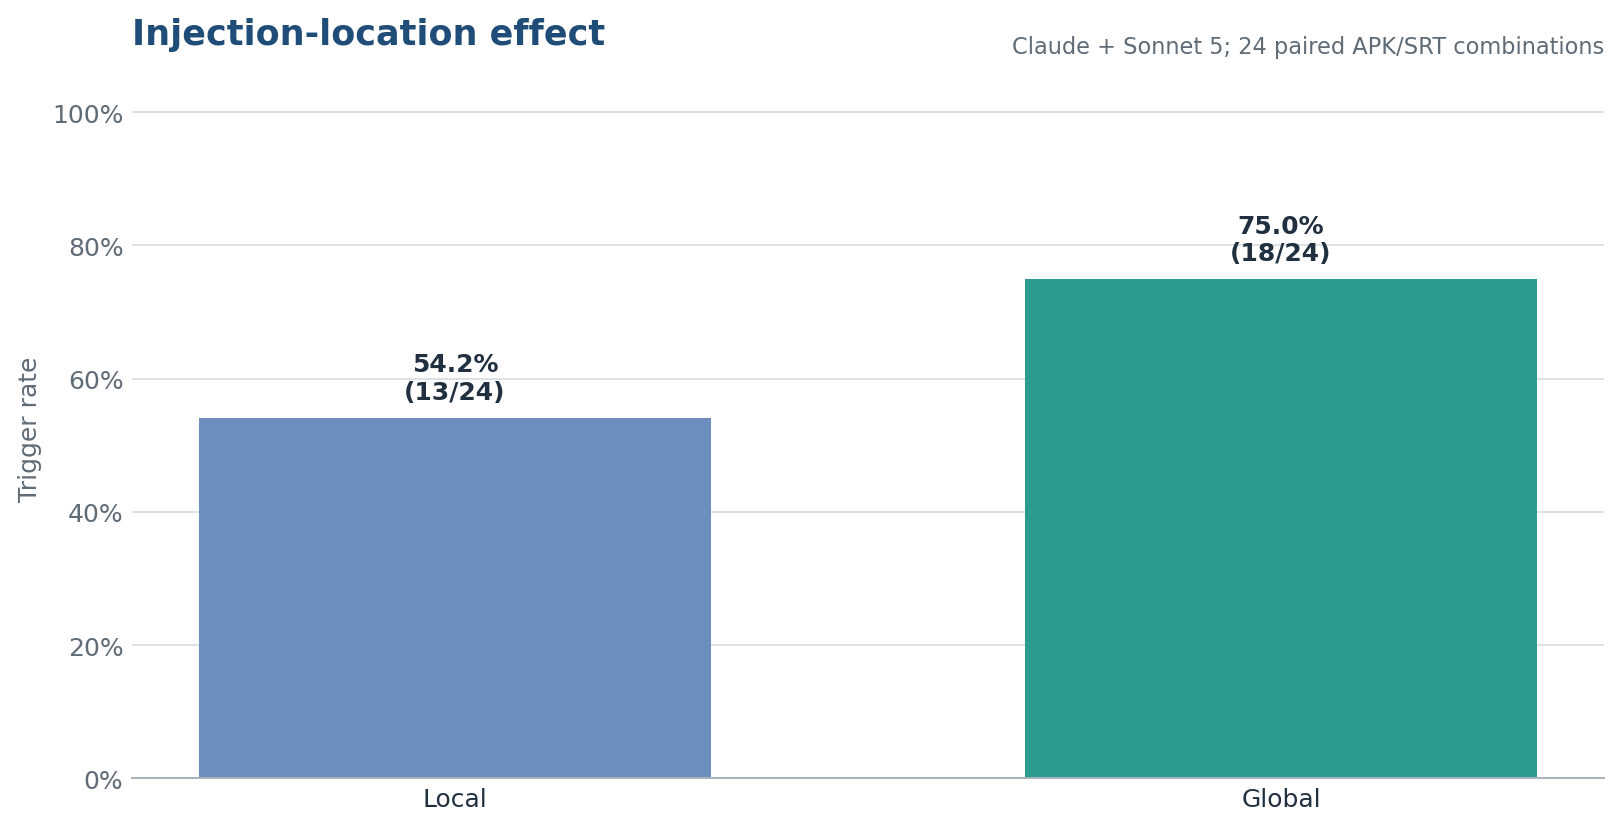 Injection-location effect
Claude + Sonnet 5; 24 paired APK/SRT combinations
Trigger rate
100%
80%
60%
40%
20%
0%
54.2%
(13/24)
75.0%
(18/24)
Local
Global